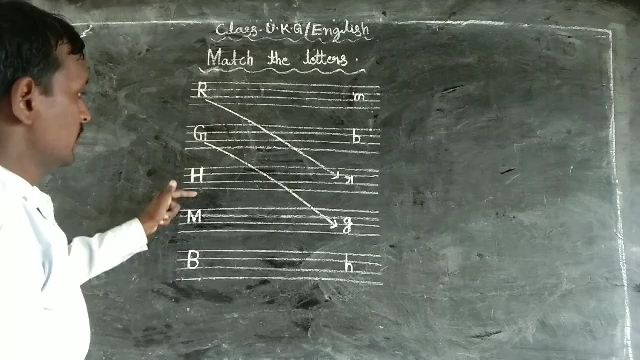 Class-U.K.G/English
Match the letters.
R m
G b
H r
M g
B h